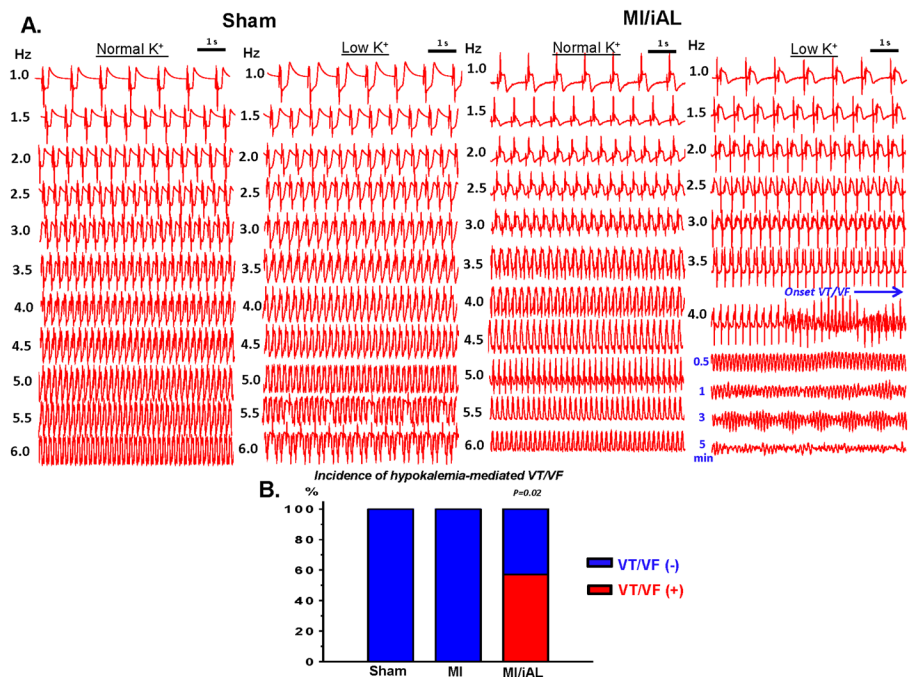 A. Sham MI/iAL
Hz Normal K+ 1 s Low K+ 1 s Normal K+ 1 s Low K+ 1 s
1.0 1.0 1.0 1.0
1.5 1.5 1.5 1.5
2.0 2.0 2.0 2.0
2.5 2.5 2.5 2.5
3.0 3.0 3.0 3.0
3.5 3.5 3.5 3.5
Onset VT/VF
4.0 4.0 4.0 4.0
4.5 4.5 4.5 0.5
5.0 5.0 5.0 1
5.5 5.5 5.5 3
6.0 6.0 6.0 5
min
Incidence of hypokalemia-mediated VT/VF
B. % P=0.02
100
80
60
40
20
0
VT/VF (-)
VT/VF (+)
Sham MI MI/iAL